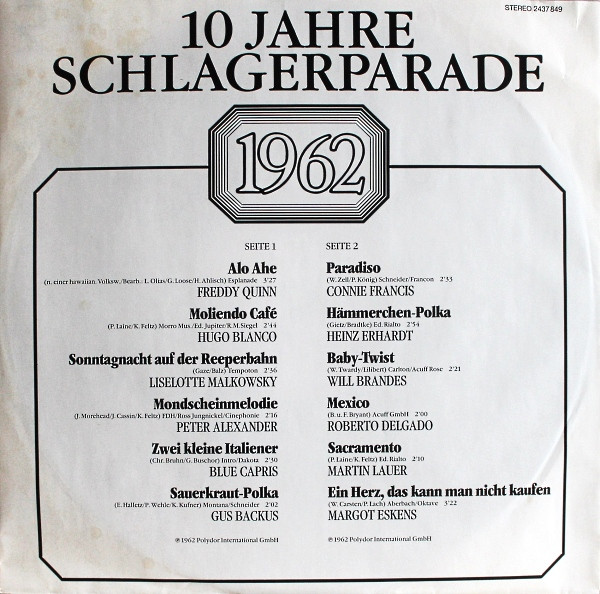 STEREO 2437 849
10 JAHRE
SCHLAGERPARADE
1962
SEITE 1
Alo Ahe
(n. einer hawaiian. Volksw./Bearb.: L. Olias/G. Loose/H. Ahlisch) Esplanade 3'27
FREDDY QUINN
Moliendo Café
(P. Laine/K. Feltz) Morro Mus./Ed. Jupiter/R.M. Siegel 2'44
HUGO BLANCO
Sonntagnacht auf der Reeperbahn
(Gaze/Balz) Tempoton 2'36
LISELOTTE MALKOWSKY
Mondscheinmelodie
(J. Morehead/J. Cassin/K. Feltz) FDH/Ross Jungnickel/Cinephonie 2'16
PETER ALEXANDER
Zwei kleine Italiener
(Chr. Bruhn/G. Buschor) Intro/Dakota 2'30
BLUE CAPRIS
Sauerkraut-Polka
(E. Halletz/P. Wehle/K. Kufner) Montana/Schneider 2'02
GUS BACKUS
℗ 1962 Polydor International GmbH
SEITE 2
Paradiso
(W. Zell/P. König) Schneider/Francon 2'33
CONNIE FRANCIS
Hämmerchen-Polka
(Gietz/Bradtke) Ed. Rialto 2'54
HEINZ ERHARDT
Baby-Twist
(W. Twardy/Lilibert) Carlton/Acuff Rose 2'21
WILL BRANDES
Mexico
(B. u. F. Bryant) Acuff GmbH 2'00
ROBERTO DELGADO
Sacramento
(P. Laine/K. Feltz) Ed. Rialto 2'10
MARTIN LAUER
Ein Herz, das kann man nicht kaufen
(W. Carsten/P. Lach) Aberbach/Oktave 3'22
MARGOT ESKENS
℗ 1962 Polydor International GmbH